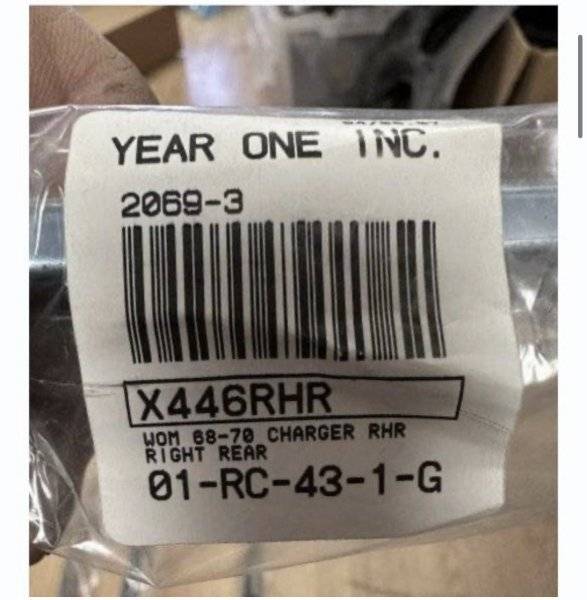 YEAR ONE INC.
2069-3
X446RHR
WOM 68-70 CHARGER RHR
RIGHT REAR
01-RC-43-1-G